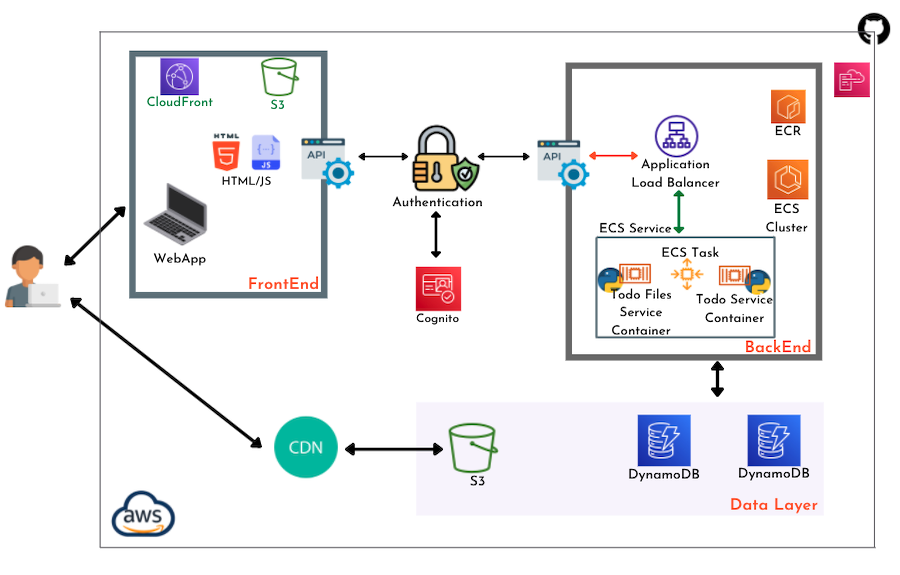 CloudFront
S3
HTML
JS
HTML/JS
API
WebApp
FrontEnd
Authentication
Cognito
API
Application
Load Balancer
ECR
ECS
Cluster
ECS Service
ECS Task
Todo Files
Service
Container
Todo Service
Container
BackEnd
CDN
S3
DynamoDB
DynamoDB
Data Layer
aws